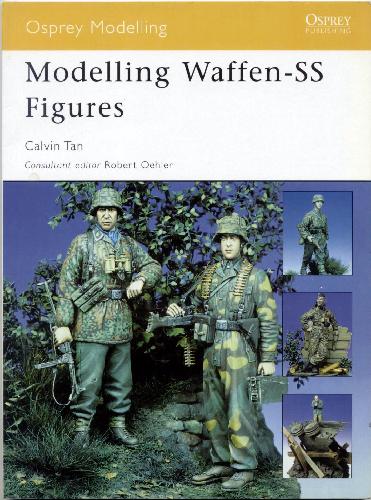 Osprey Modelling
OSPREY
PUBLISHING
Modelling Waffen-SS
Figures
Calvin Tan
Consultant editor Robert Oehler